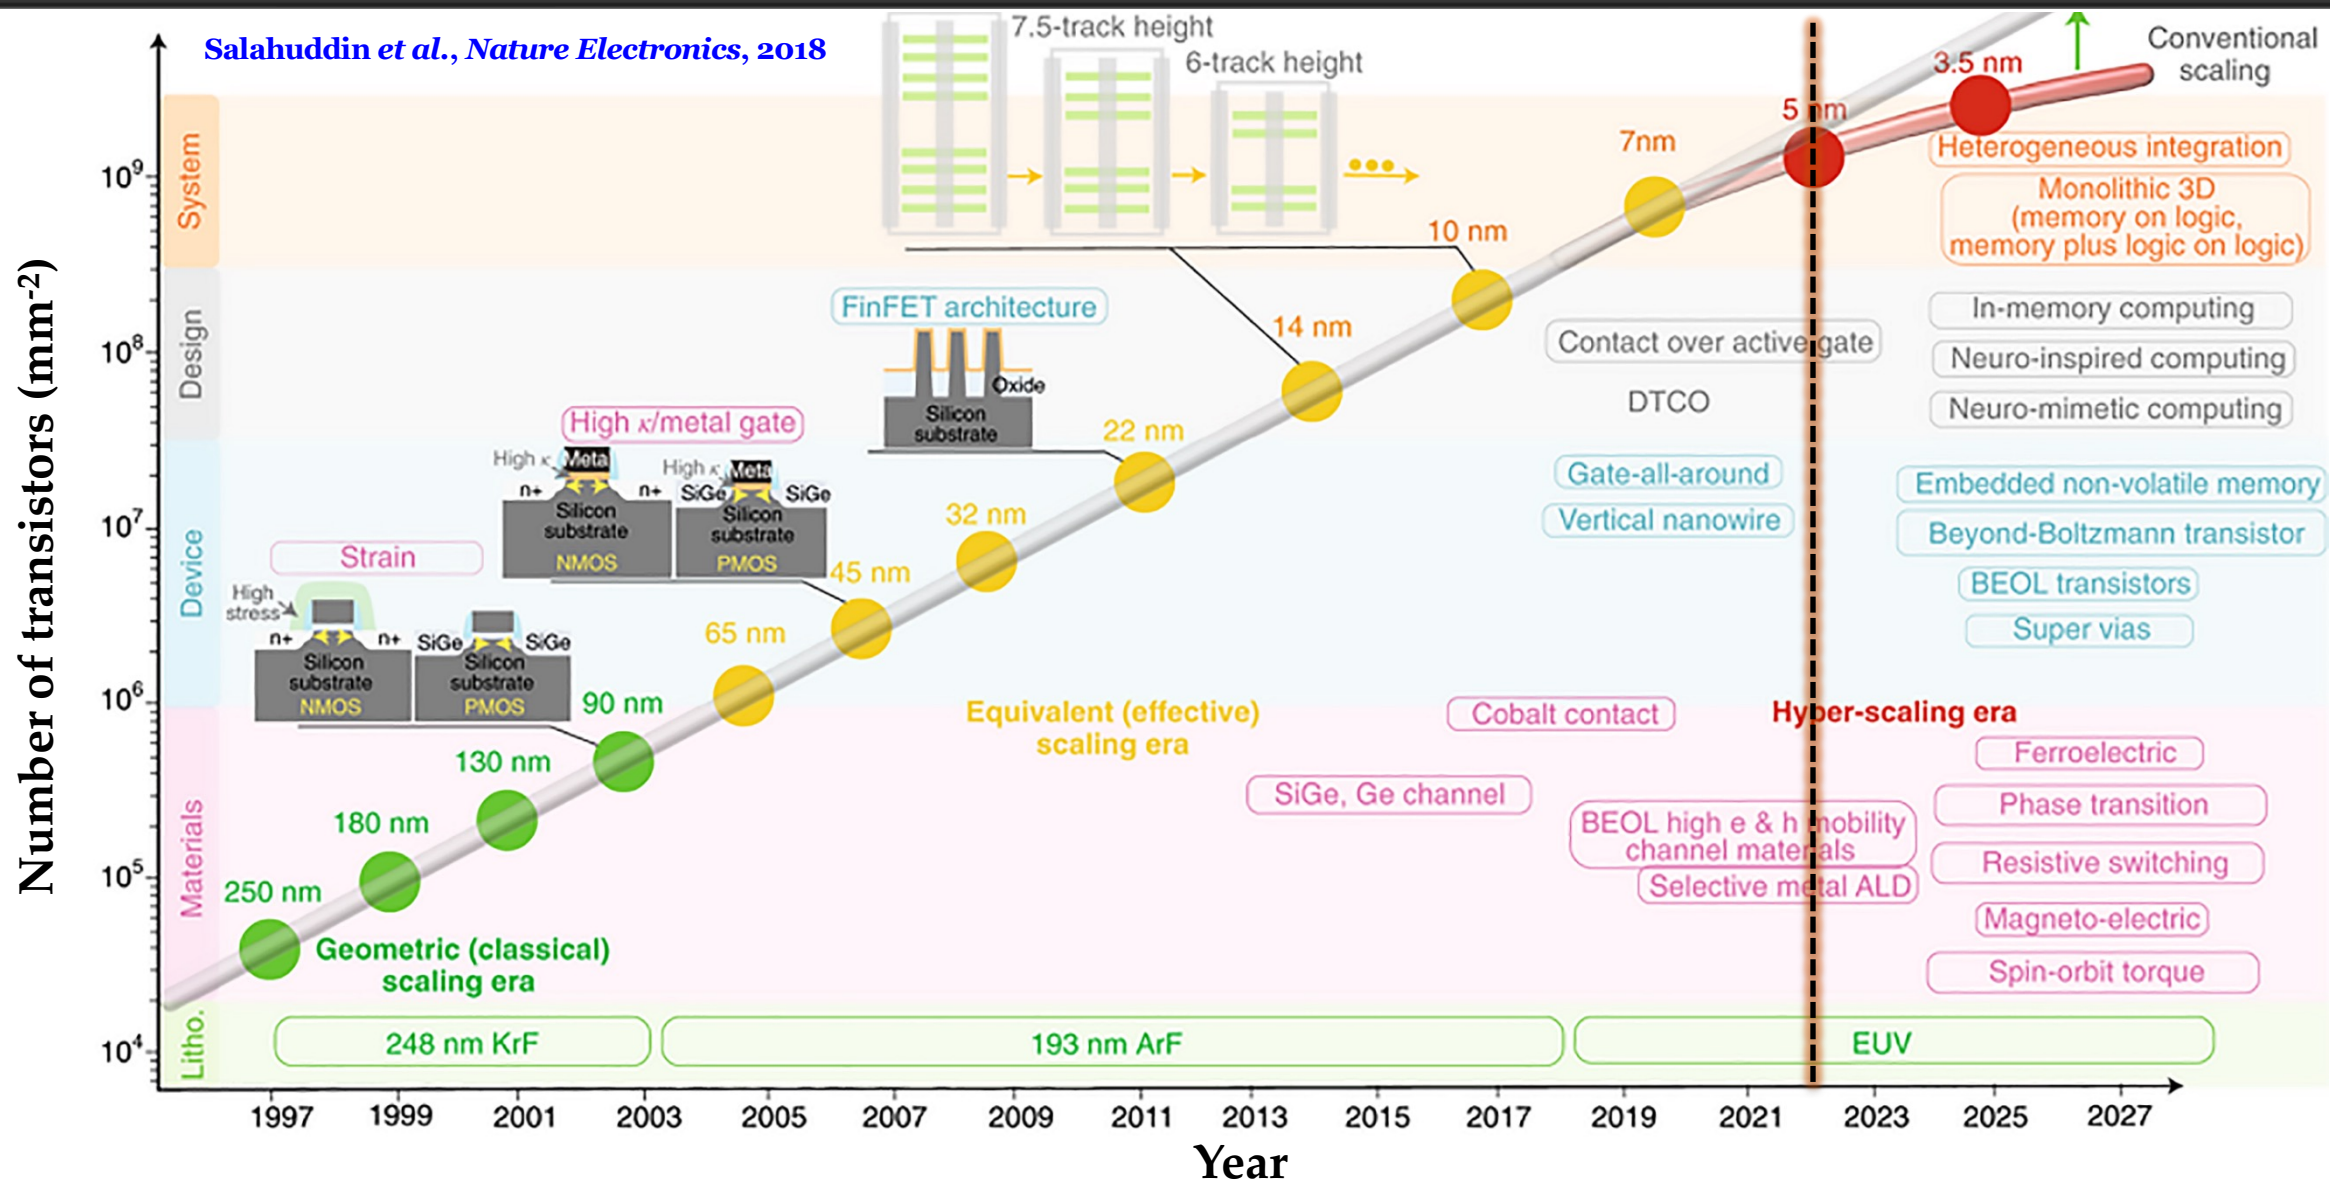 Salahuddin et al., Nature Electronics, 2018
7.5-track height
6-track height
Conventional
scaling
3.5 nm
5 nm
7nm
10 nm
14 nm
22 nm
32 nm
45 nm
65 nm
90 nm
130 nm
180 nm
250 nm
Number of transistors (mm-2)
10⁹
10⁸
10⁷
10⁶
10⁵
10⁴
System
Design
Device
Materials
Litho.
Heterogeneous integration
Monolithic 3D
(memory on logic,
memory plus logic on logic)
FinFET architecture
Oxide
Silicon
substrate
Contact over active gate
DTCO
In-memory computing
Neuro-inspired computing
Neuro-mimetic computing
High κ/metal gate
High κ
Metal
n+
n+
Silicon
substrate
NMOS
High κ
Metal
SiGe
SiGe
Silicon
substrate
PMOS
Gate-all-around
Vertical nanowire
Embedded non-volatile memory
Beyond-Boltzmann transistor
BEOL transistors
Super vias
Strain
High
stress
n+
n+
Silicon
substrate
NMOS
SiGe
SiGe
Silicon
substrate
PMOS
Equivalent (effective)
scaling era
Cobalt contact
Hyper-scaling era
SiGe, Ge channel
BEOL high e & h mobility
channel materials
Selective metal ALD
Ferroelectric
Phase transition
Resistive switching
Magneto-electric
Spin-orbit torque
Geometric (classical)
scaling era
248 nm KrF
193 nm ArF
EUV
1997
1999
2001
2003
2005
2007
2009
2011
2013
2015
2017
2019
2021
2023
2025
2027
Year